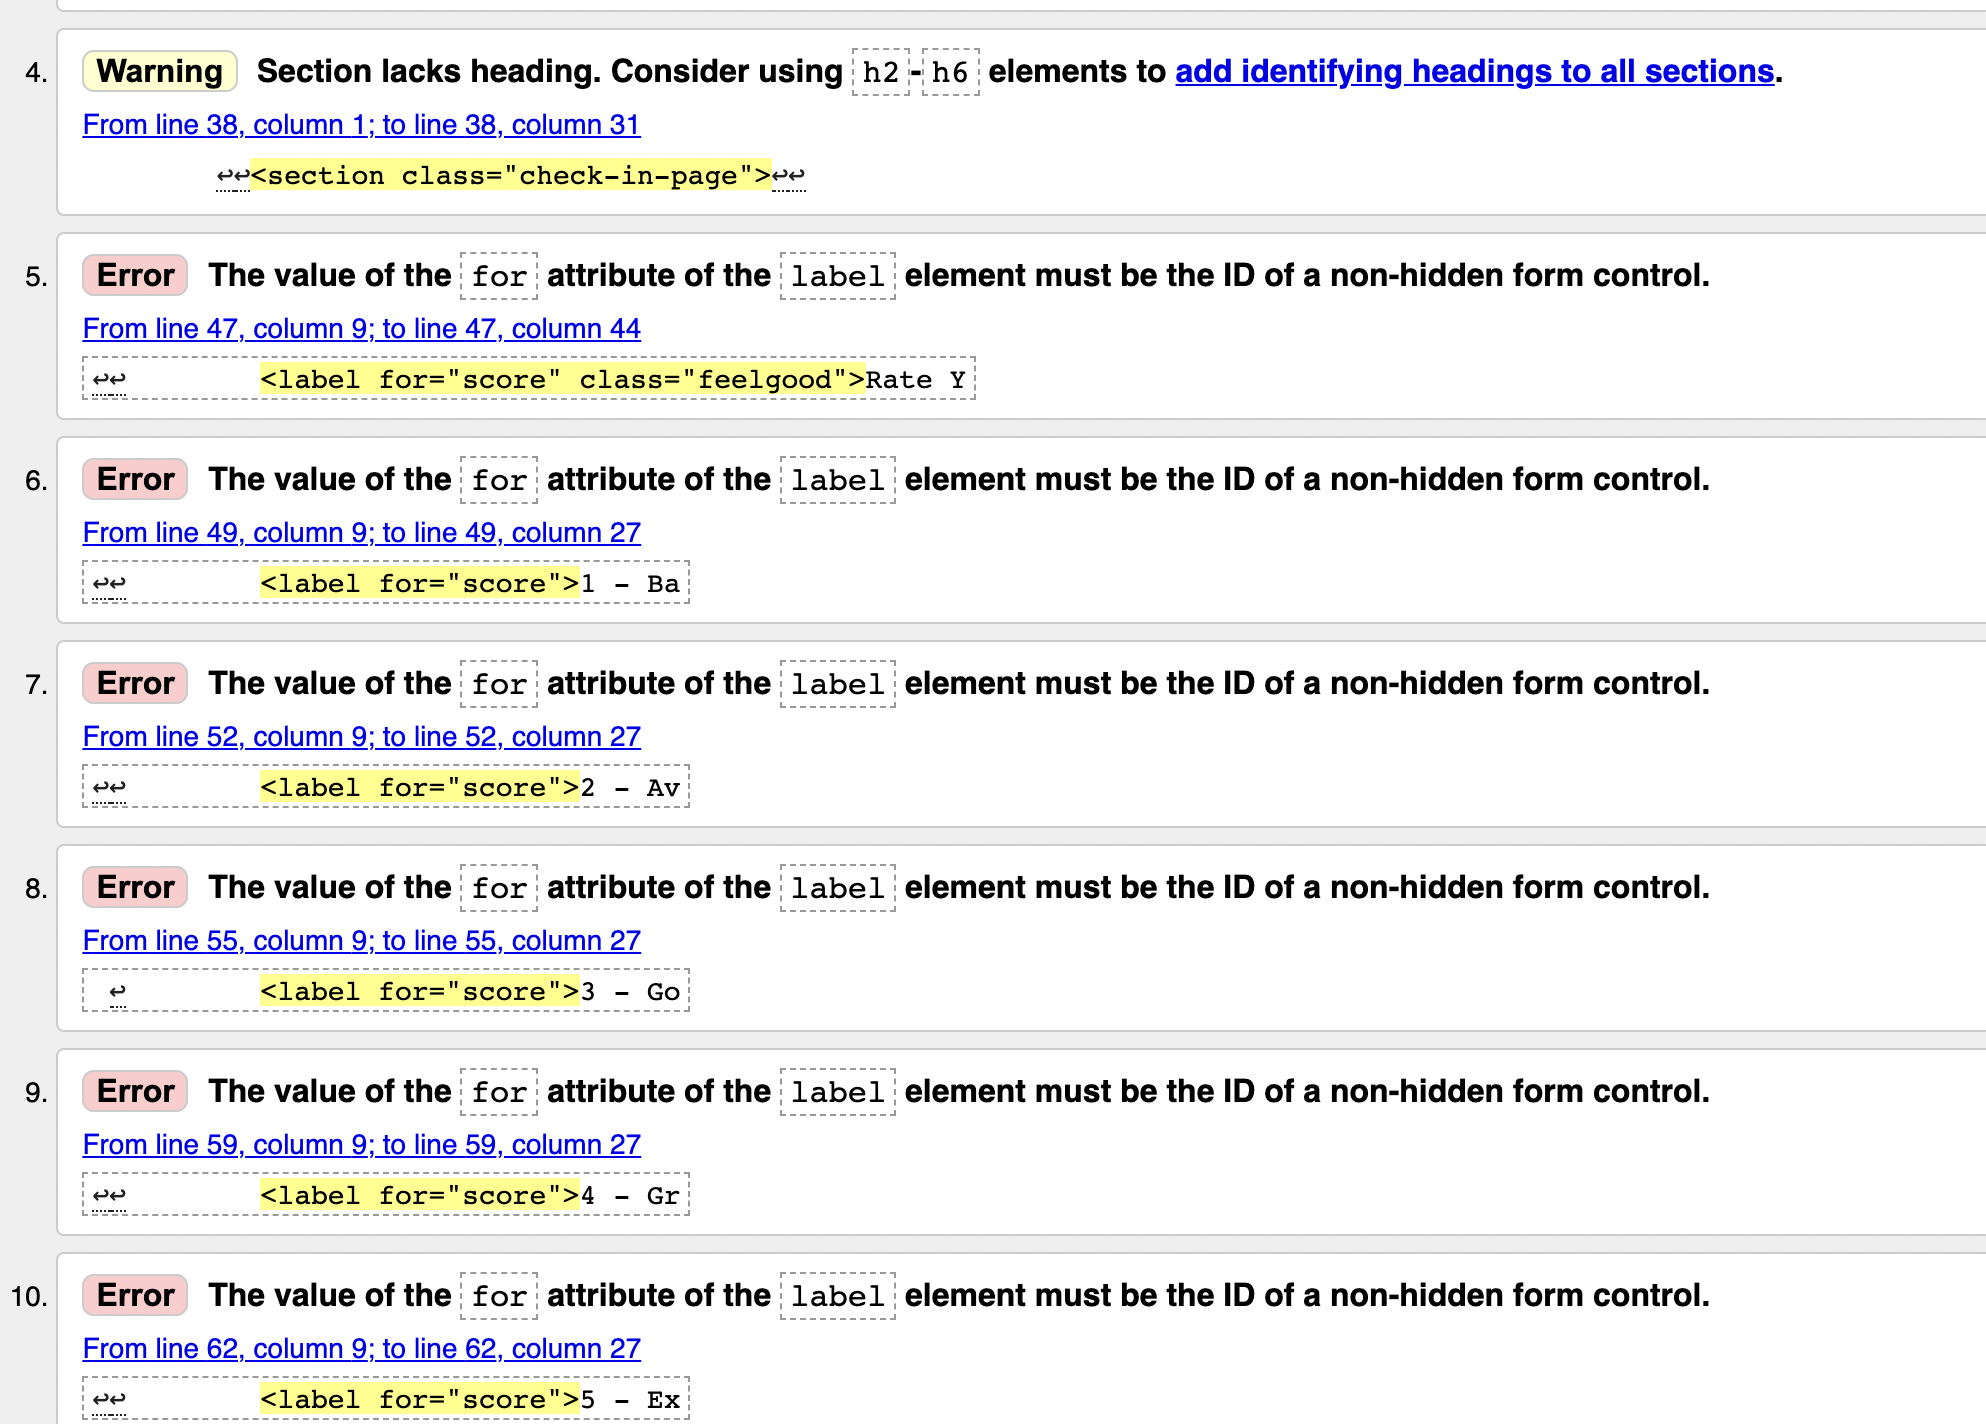 4. Warning Section lacks heading. Consider using h2-h6 elements to add identifying headings to all sections.
From line 38, column 1; to line 38, column 31
↩↩<section class="check-in-page">↩↩
5. Error The value of the for attribute of the label element must be the ID of a non-hidden form control.
From line 47, column 9; to line 47, column 44
↩↩        <label for="score" class="feelgood">Rate Y
6. Error The value of the for attribute of the label element must be the ID of a non-hidden form control.
From line 49, column 9; to line 49, column 27
↩↩        <label for="score">1 - Ba
7. Error The value of the for attribute of the label element must be the ID of a non-hidden form control.
From line 52, column 9; to line 52, column 27
↩↩        <label for="score">2 - Av
8. Error The value of the for attribute of the label element must be the ID of a non-hidden form control.
From line 55, column 9; to line 55, column 27
↩        <label for="score">3 - Go
9. Error The value of the for attribute of the label element must be the ID of a non-hidden form control.
From line 59, column 9; to line 59, column 27
↩↩        <label for="score">4 - Gr
10. Error The value of the for attribute of the label element must be the ID of a non-hidden form control.
From line 62, column 9; to line 62, column 27
↩↩        <label for="score">5 - Ex